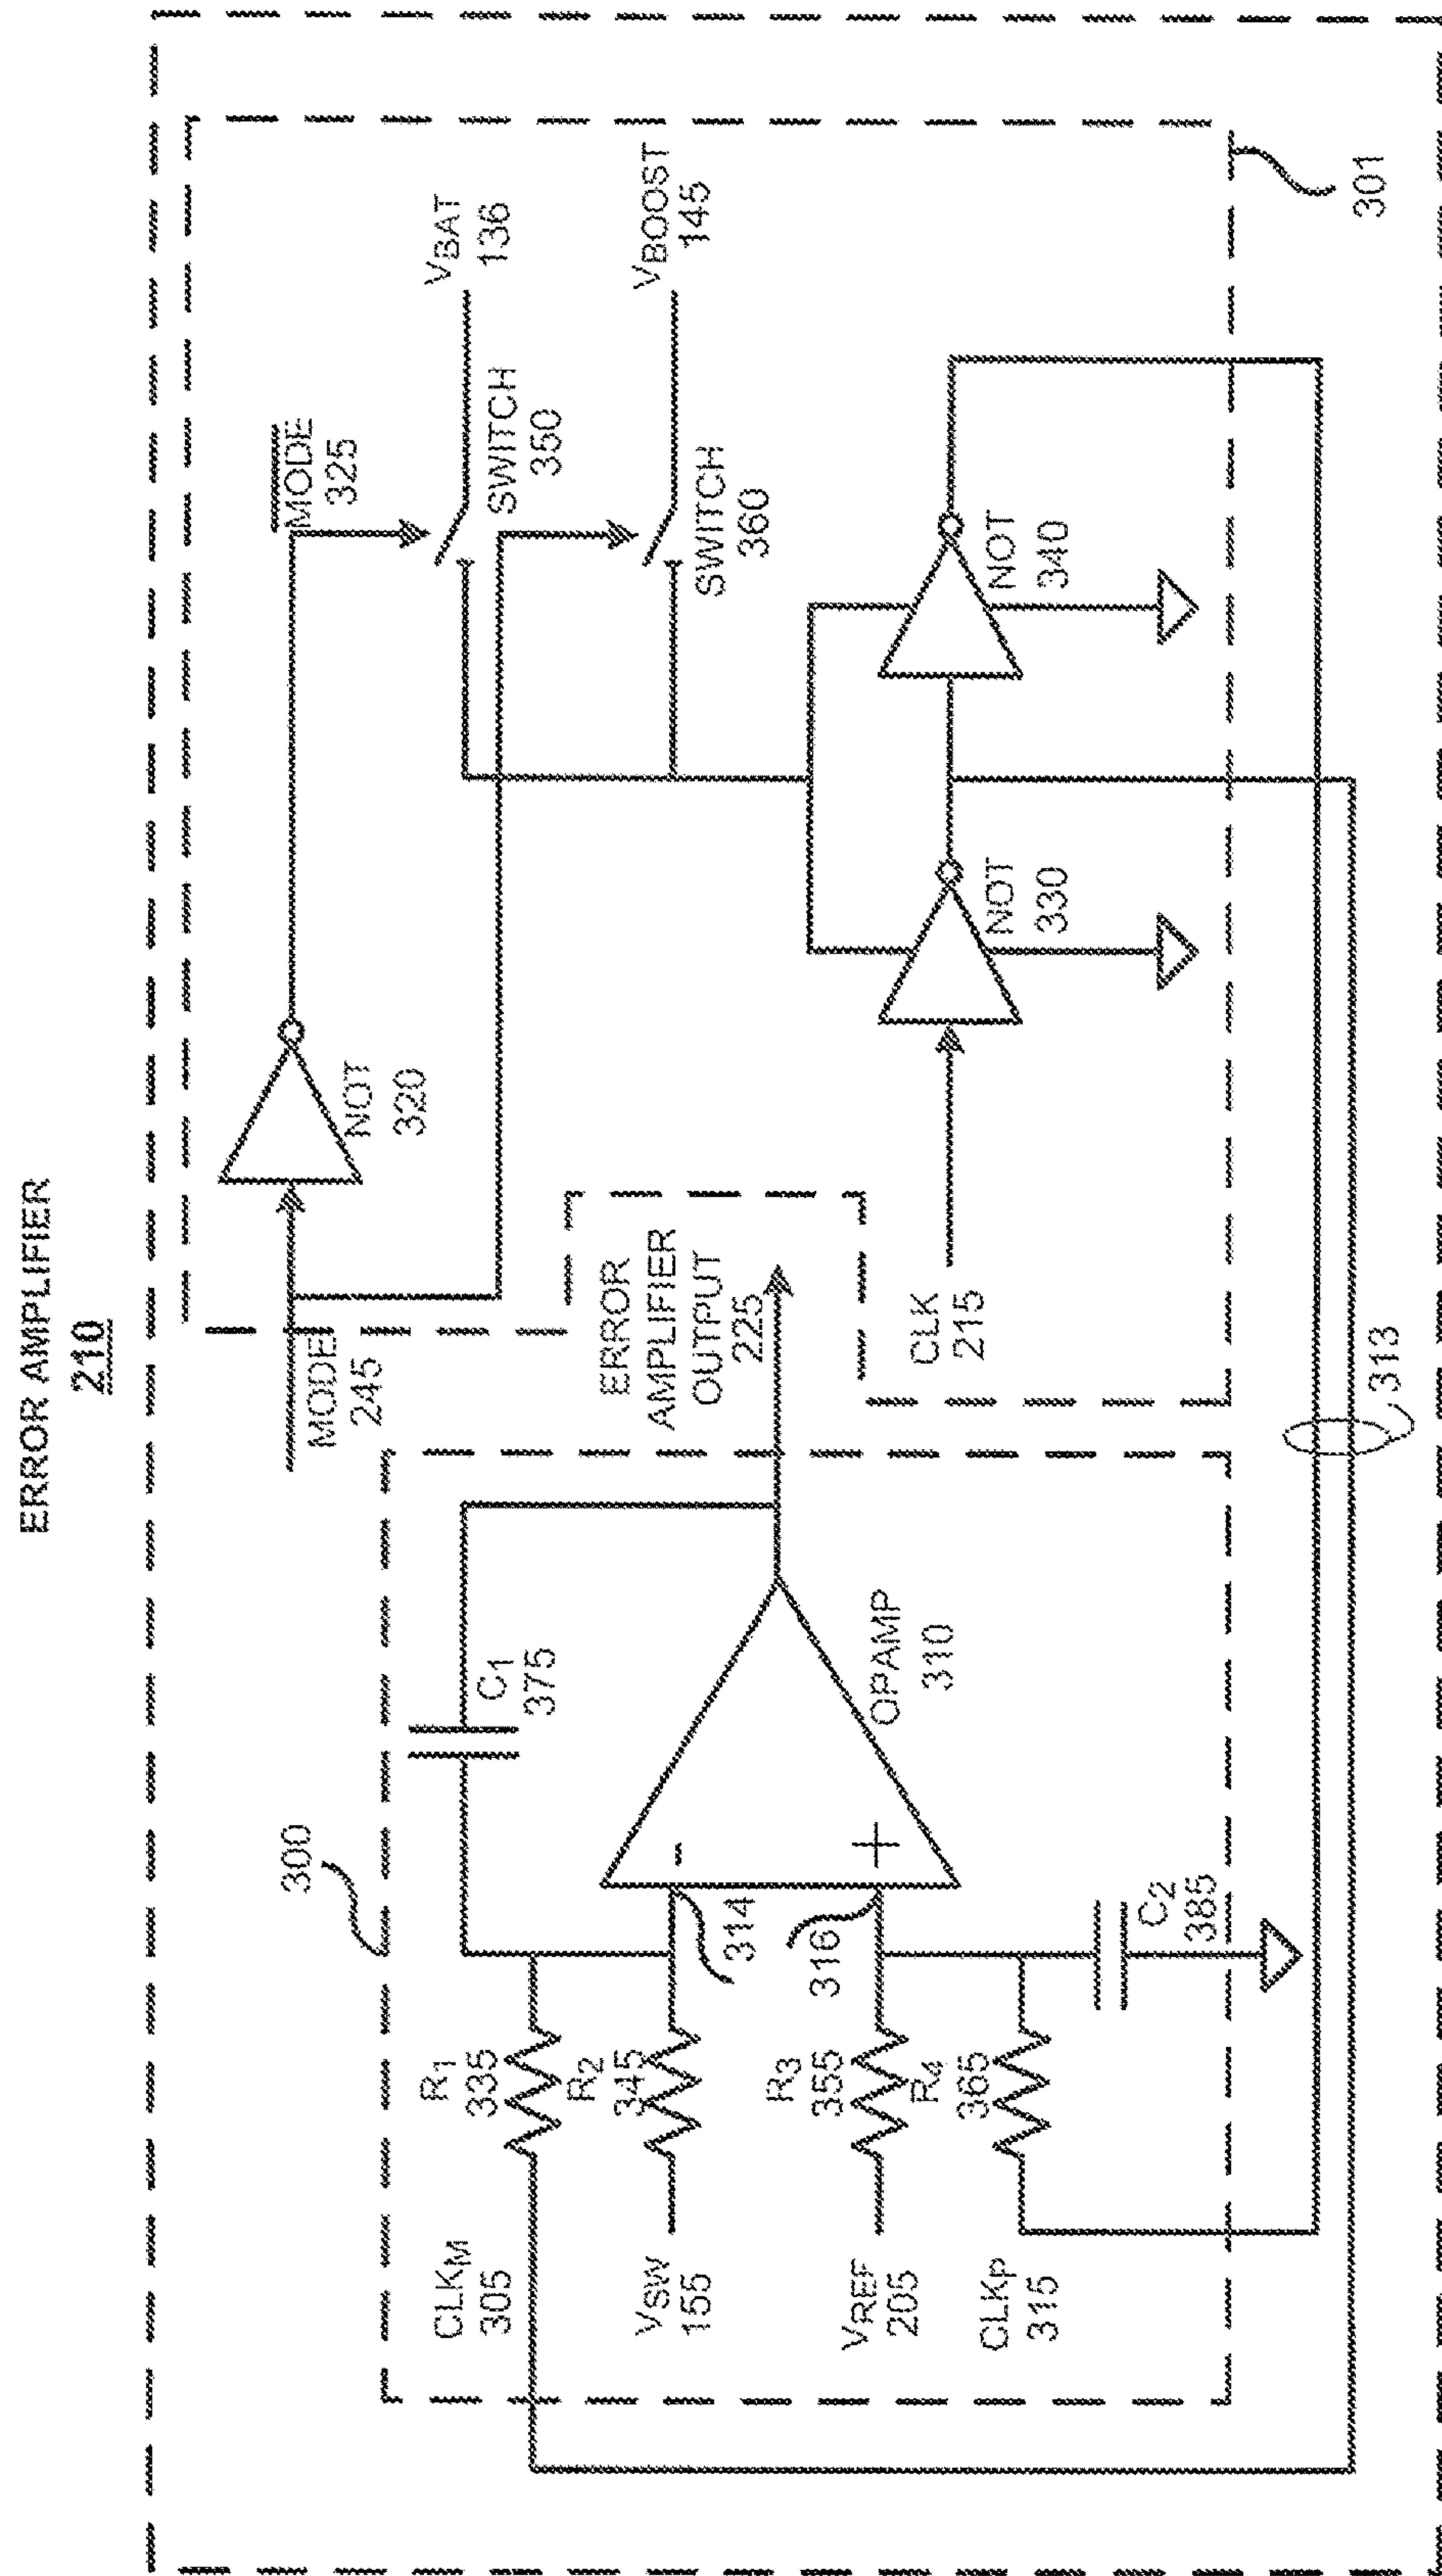 ERROR AMPLIFIER
210
MODE
245
NOT
320
MODE
325
VBAT
136
SWITCH
350
VBOOST
145
SWITCH
360
300
C1
375
R1
335
CLKM
305
R2
345
VSW
155
314
-
+
316
OPAMP
310
ERROR
AMPLIFIER
OUTPUT
225
R3
355
VREF
205
R4
365
CLKP
315
C2
385
CLK
215
NOT
330
NOT
340
313
301